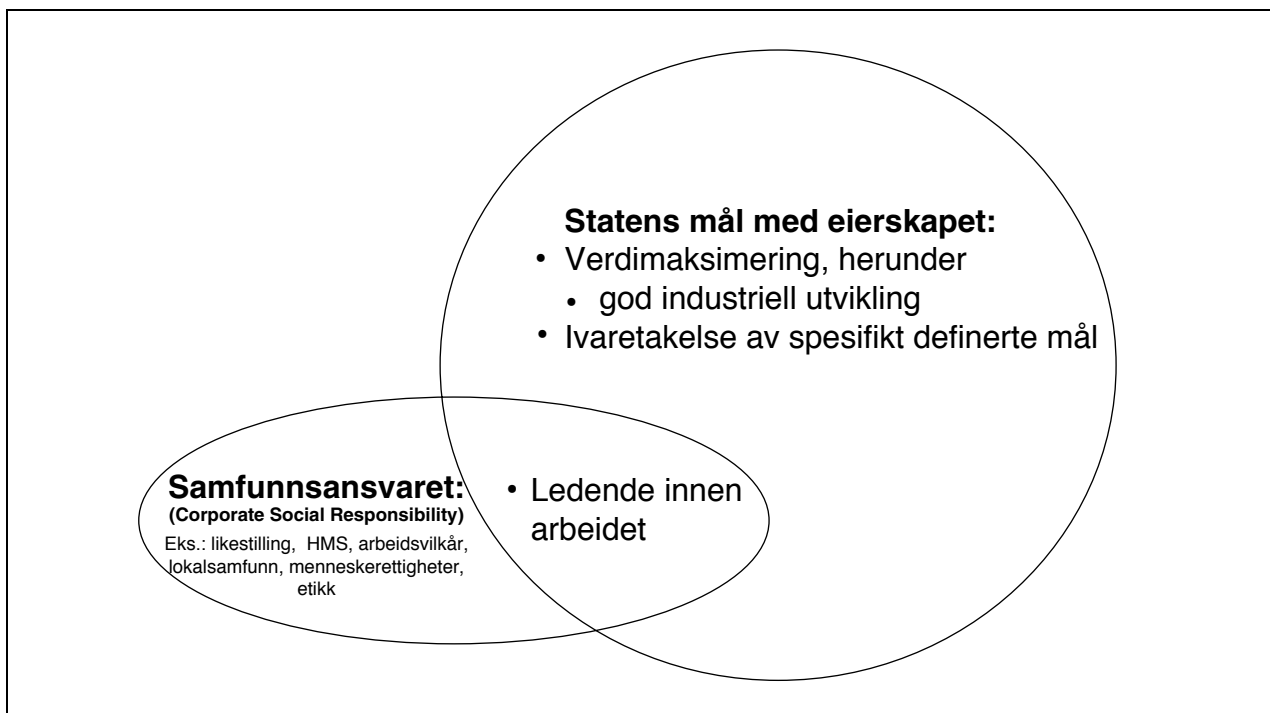 Statens mål med eierskapet:
• Verdimaksimering, herunder
• god industriell utvikling
• Ivaretakelse av spesifikt definerte mål
Samfunnsansvaret:
(Corporate Social Responsibility)
Eks.: likestilling, HMS, arbeidsvilkår,
lokalsamfunn, menneskerettigheter,
etikk
• Ledende innen
arbeidet